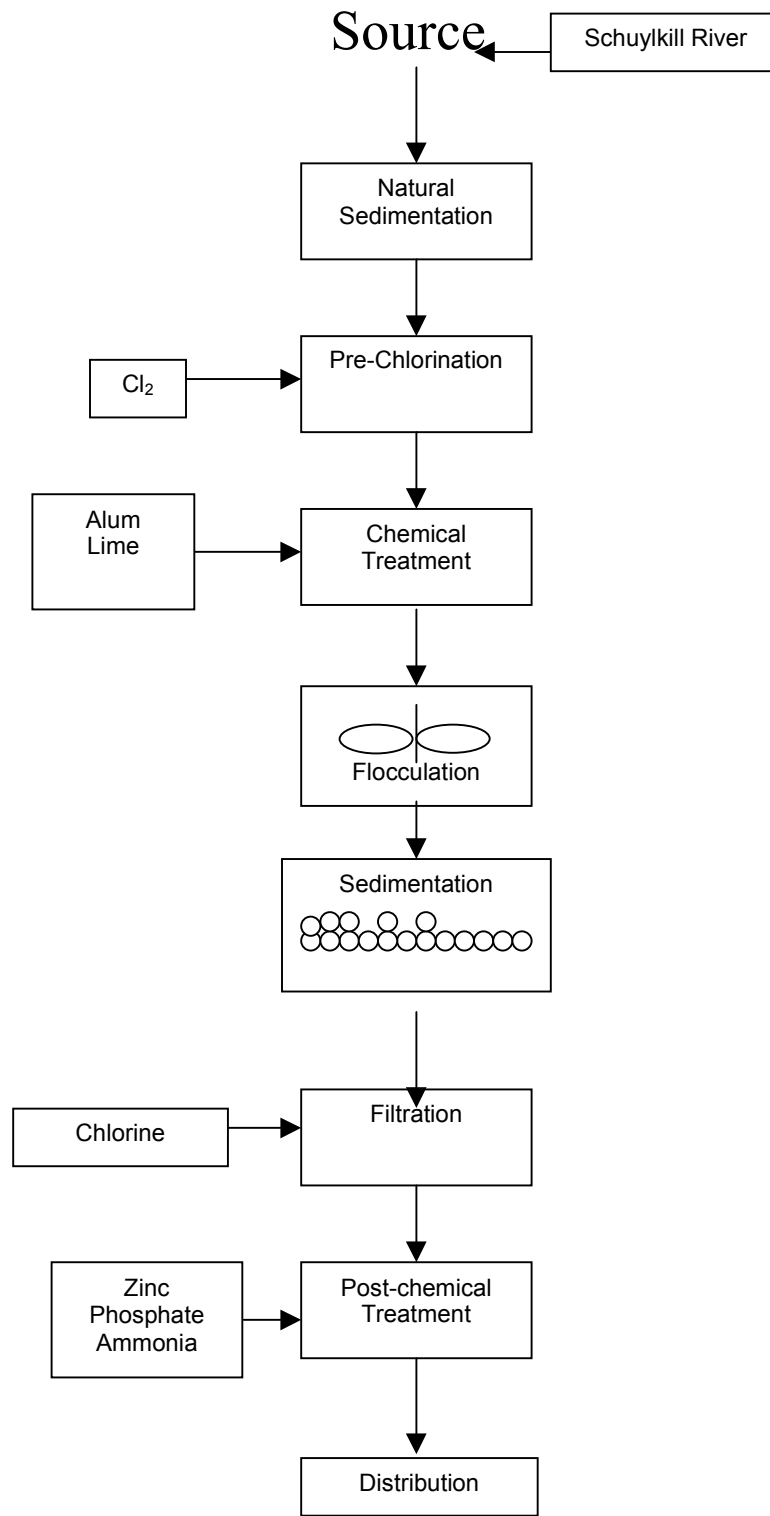 Source
Schuylkill River
Natural
Sedimentation
Pre-Chlorination
Cl₂
Alum
Lime
Chemical
Treatment
Flocculation
Sedimentation
Filtration
Chlorine
Zinc
Phosphate
Ammonia
Post-chemical
Treatment
Distribution